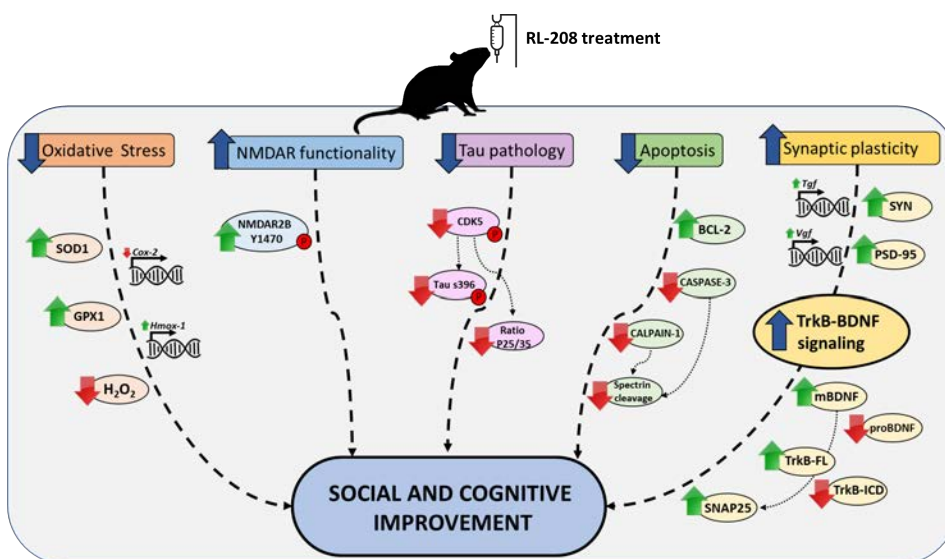 RL-208 treatment
Oxidative Stress
NMDAR functionality
Tau pathology
Apoptosis
Synaptic plasticity
SOD1
Cox-2
GPX1
Hmox-1
H₂O₂
NMDAR2B
Y1470
P
CDK5
P
Tau s396
P
Ratio
P25/35
BCL-2
CASPASE-3
CALPAIN-1
Spectrin
cleavage
Tgf
SYN
Vgf
PSD-95
TrkB-BDNF
signaling
mBDNF
proBDNF
TrkB-FL
TrkB-ICD
SNAP25
SOCIAL AND COGNITIVE
IMPROVEMENT